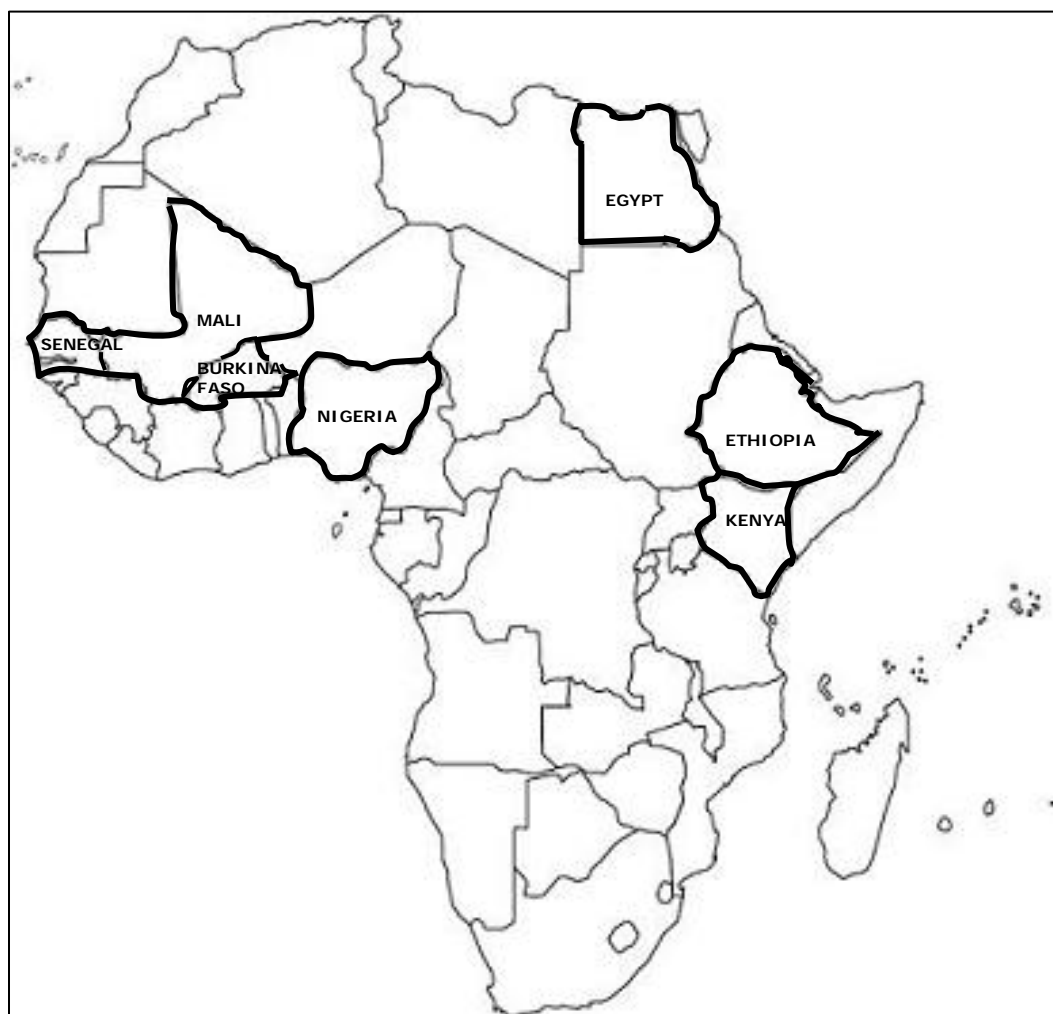 EGYPT
MALI
SENEGAL
BURKINA
FASO
NIGERIA
ETHIOPIA
KENYA